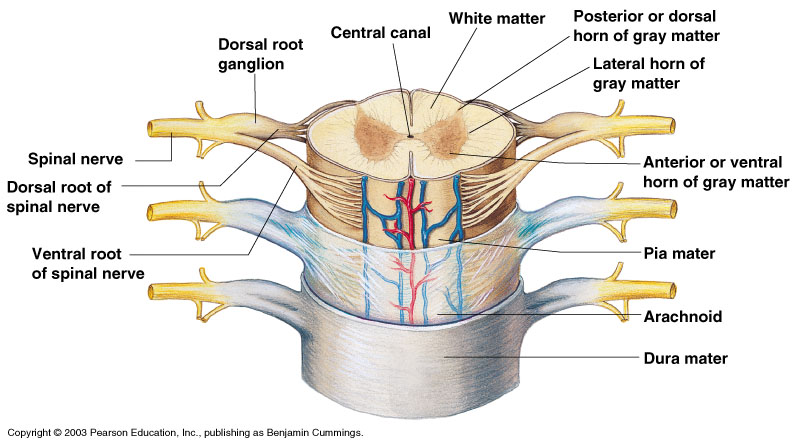 Central canal
White matter
Posterior or dorsal
horn of gray matter
Dorsal root
ganglion
Lateral horn of
gray matter
Spinal nerve
Anterior or ventral
horn of gray matter
Dorsal root of
spinal nerve
Ventral root
of spinal nerve
Pia mater
Arachnoid
Dura mater
Copyright © 2003 Pearson Education, Inc., publishing as Benjamin Cummings.